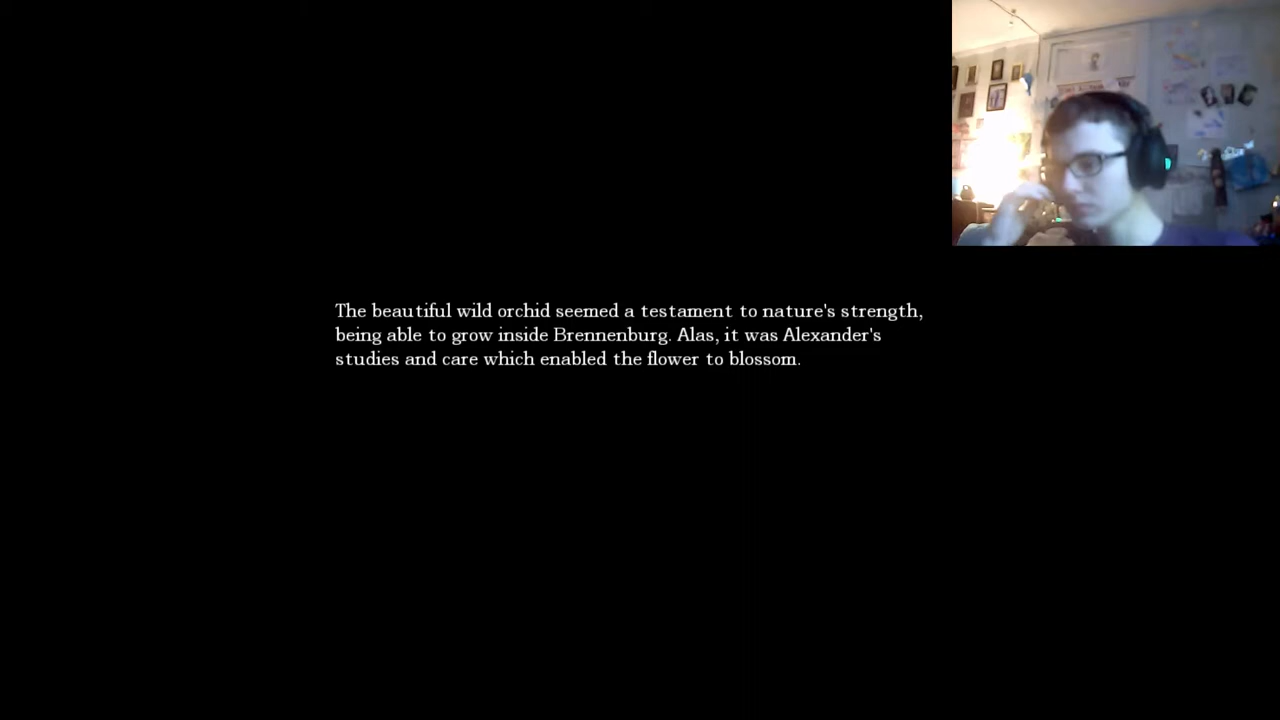 The beautiful wild orchid seemed a testament to nature's strength,
being able to grow inside Brennenburg. Alas, it was Alexander's
studies and care which enabled the flower to blossom.